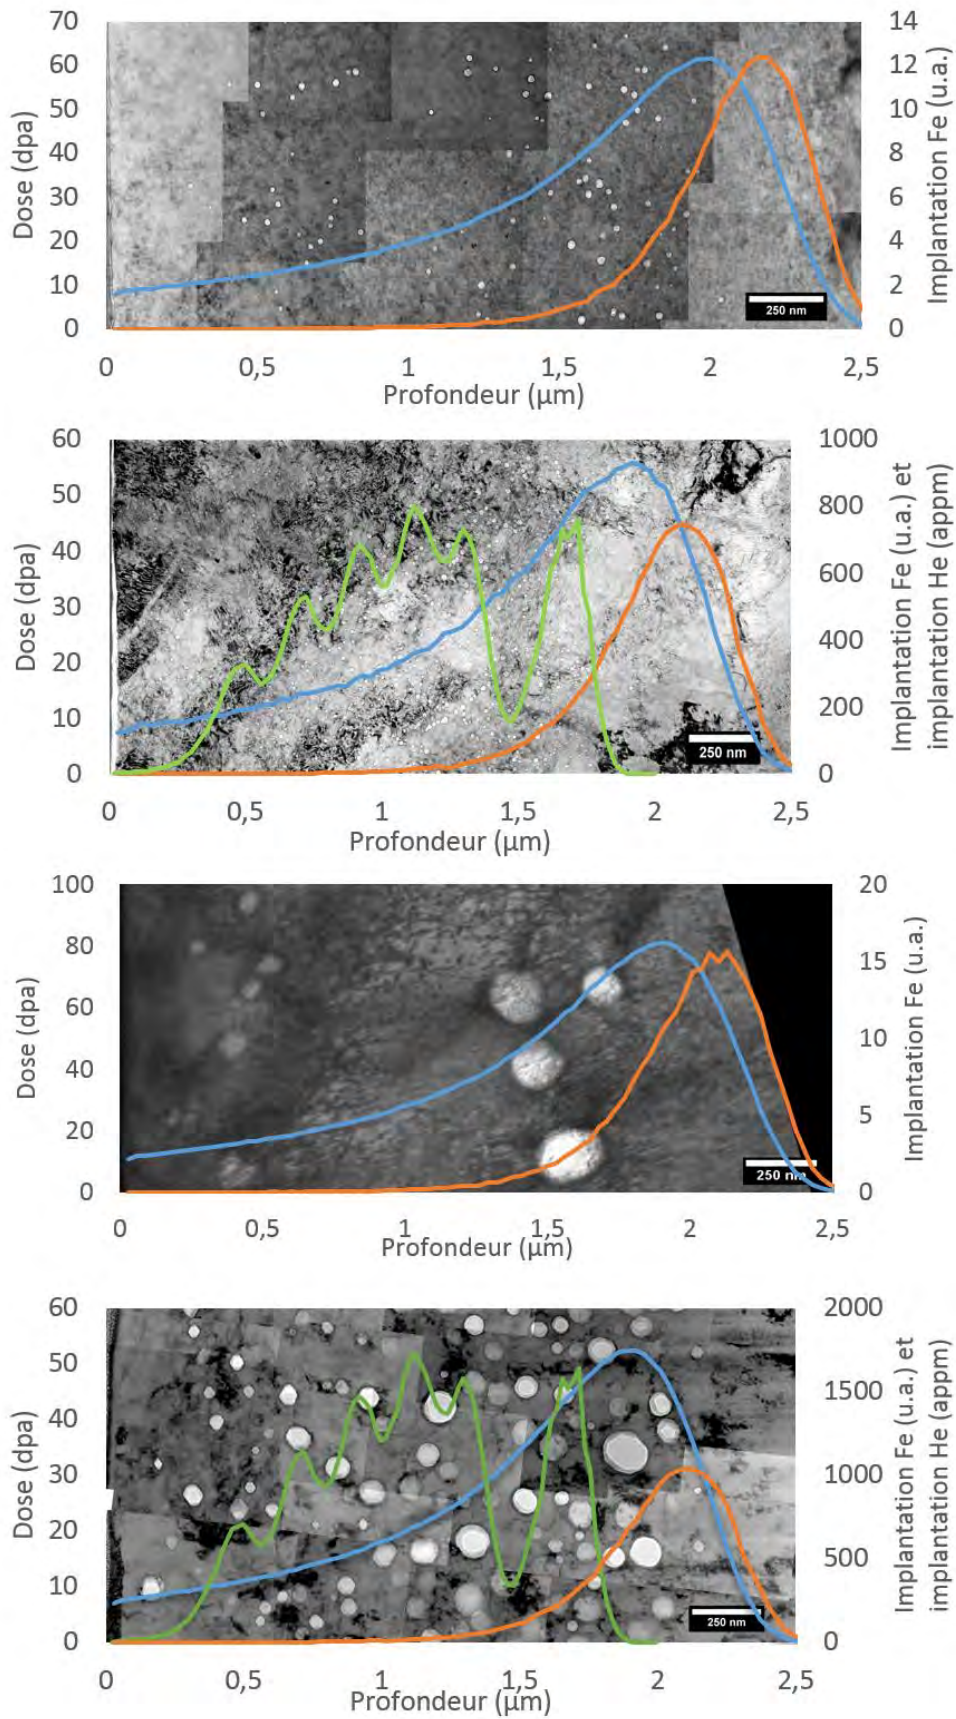 70
60
50
40
30
20
10
0
Dose (dpa)
14
12
10
8
6
4
2
0
Implantation Fe (u.a.)
250 nm
0 0,5 1 1,5 2 2,5
Profondeur (µm)
60
50
40
30
20
10
0
Dose (dpa)
1000
800
600
400
200
0
Implantation Fe (u.a.) et
implantation He (appm)
250 nm
0 0,5 1 1,5 2 2,5
Profondeur (µm)
100
80
60
40
20
0
Dose (dpa)
20
15
10
5
0
Implantation Fe (u.a.)
250 nm
0 0,5 1 1,5 2 2,5
Profondeur (µm)
60
50
40
30
20
10
0
Dose (dpa)
2000
1500
1000
500
0
Implantation Fe (u.a.) et
implantation He (appm)
250 nm
0 0,5 1 1,5 2 2,5
Profondeur (µm)